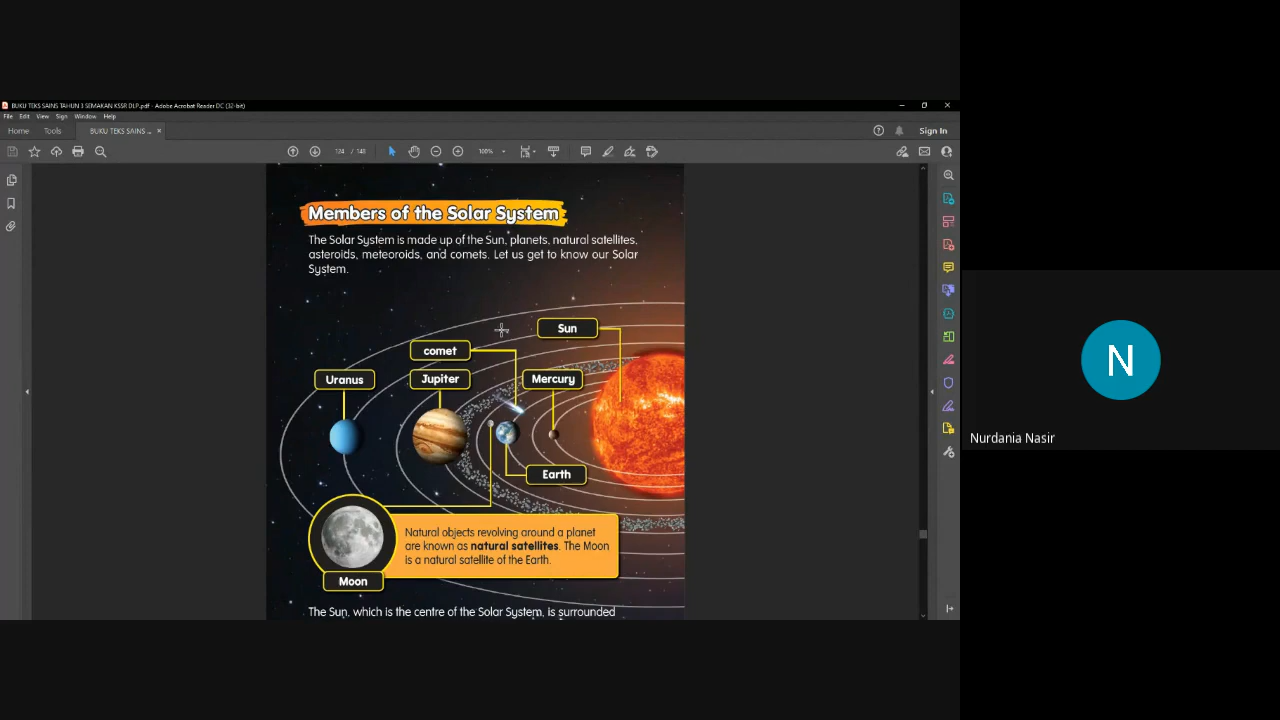 BUKU TEKS SAINS TAHUN 3 SEMAKAN KSSR DLP.pdf - Adobe Acrobat Reader DC (32-bit)
File Edit View Sign Window Help
Home Tools BUKU TEKS SAINS ... × Sign In
124 / 148 100%
Members of the Solar System
The Solar System is made up of the Sun, planets, natural satellites,
asteroids, meteoroids, and comets. Let us get to know our Solar
System.
Sun
comet
Uranus
Jupiter
Mercury
Earth
Natural objects revolving around a planet
are known as natural satellites. The Moon
is a natural satellite of the Earth.
Moon
The Sun, which is the centre of the Solar System, is surrounded
N
Nurdania Nasir